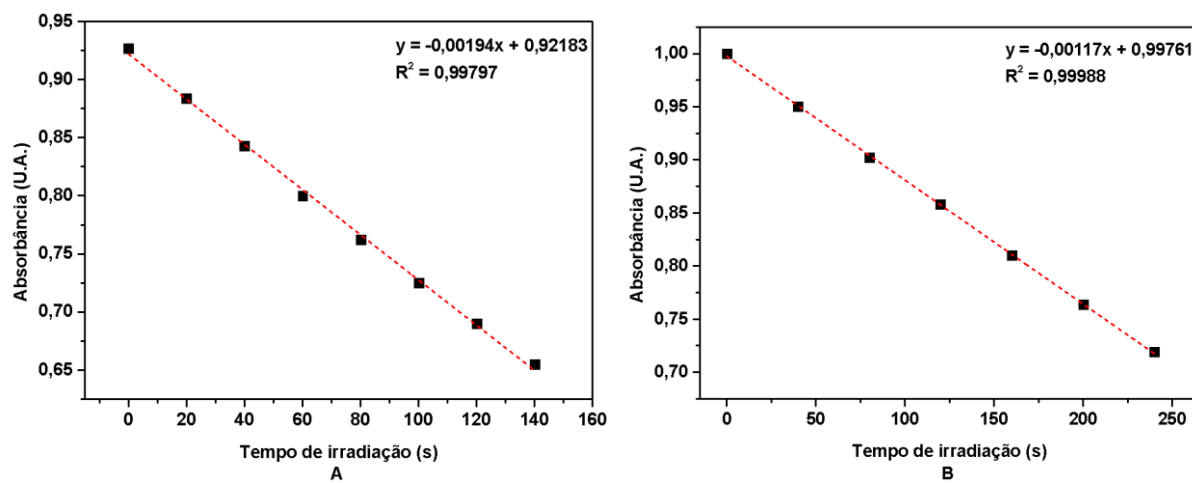 0,95
0,90
0,85
0,80
0,75
0,70
0,65
Absorbância (U.A.)
y = -0,00194x + 0,92183
R² = 0,99797
0 20 40 60 80 100 120 140 160
Tempo de irradiação (s)
A
1,00
0,95
0,90
0,85
0,80
0,75
0,70
Absorbância (U.A.)
y = -0,00117x + 0,99761
R² = 0,99988
0 50 100 150 200 250
Tempo de irradiação (s)
B